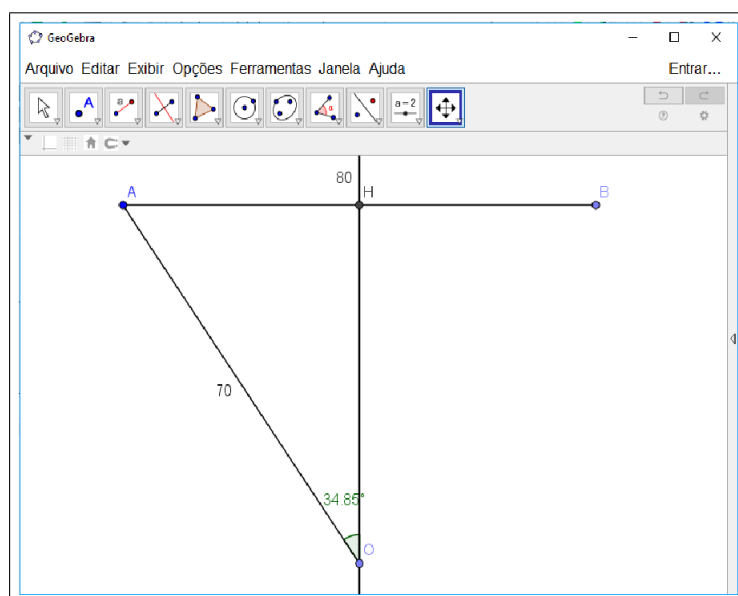 GeoGebra
Arquivo Editar Exibir Opções Ferramentas Janela Ajuda Entrar...
A a α a=2
80
A H B
70
34.85°
O